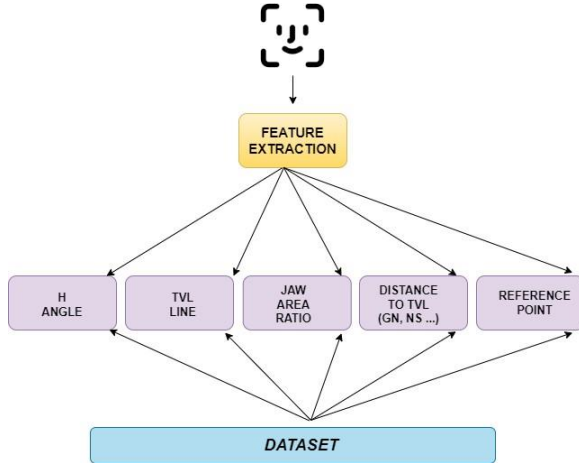 FEATURE
EXTRACTION
H
ANGLE
TVL
LINE
JAW
AREA
RATIO
DISTANCE
TO TVL
(GN, NS ...)
REFERENCE
POINT
DATASET